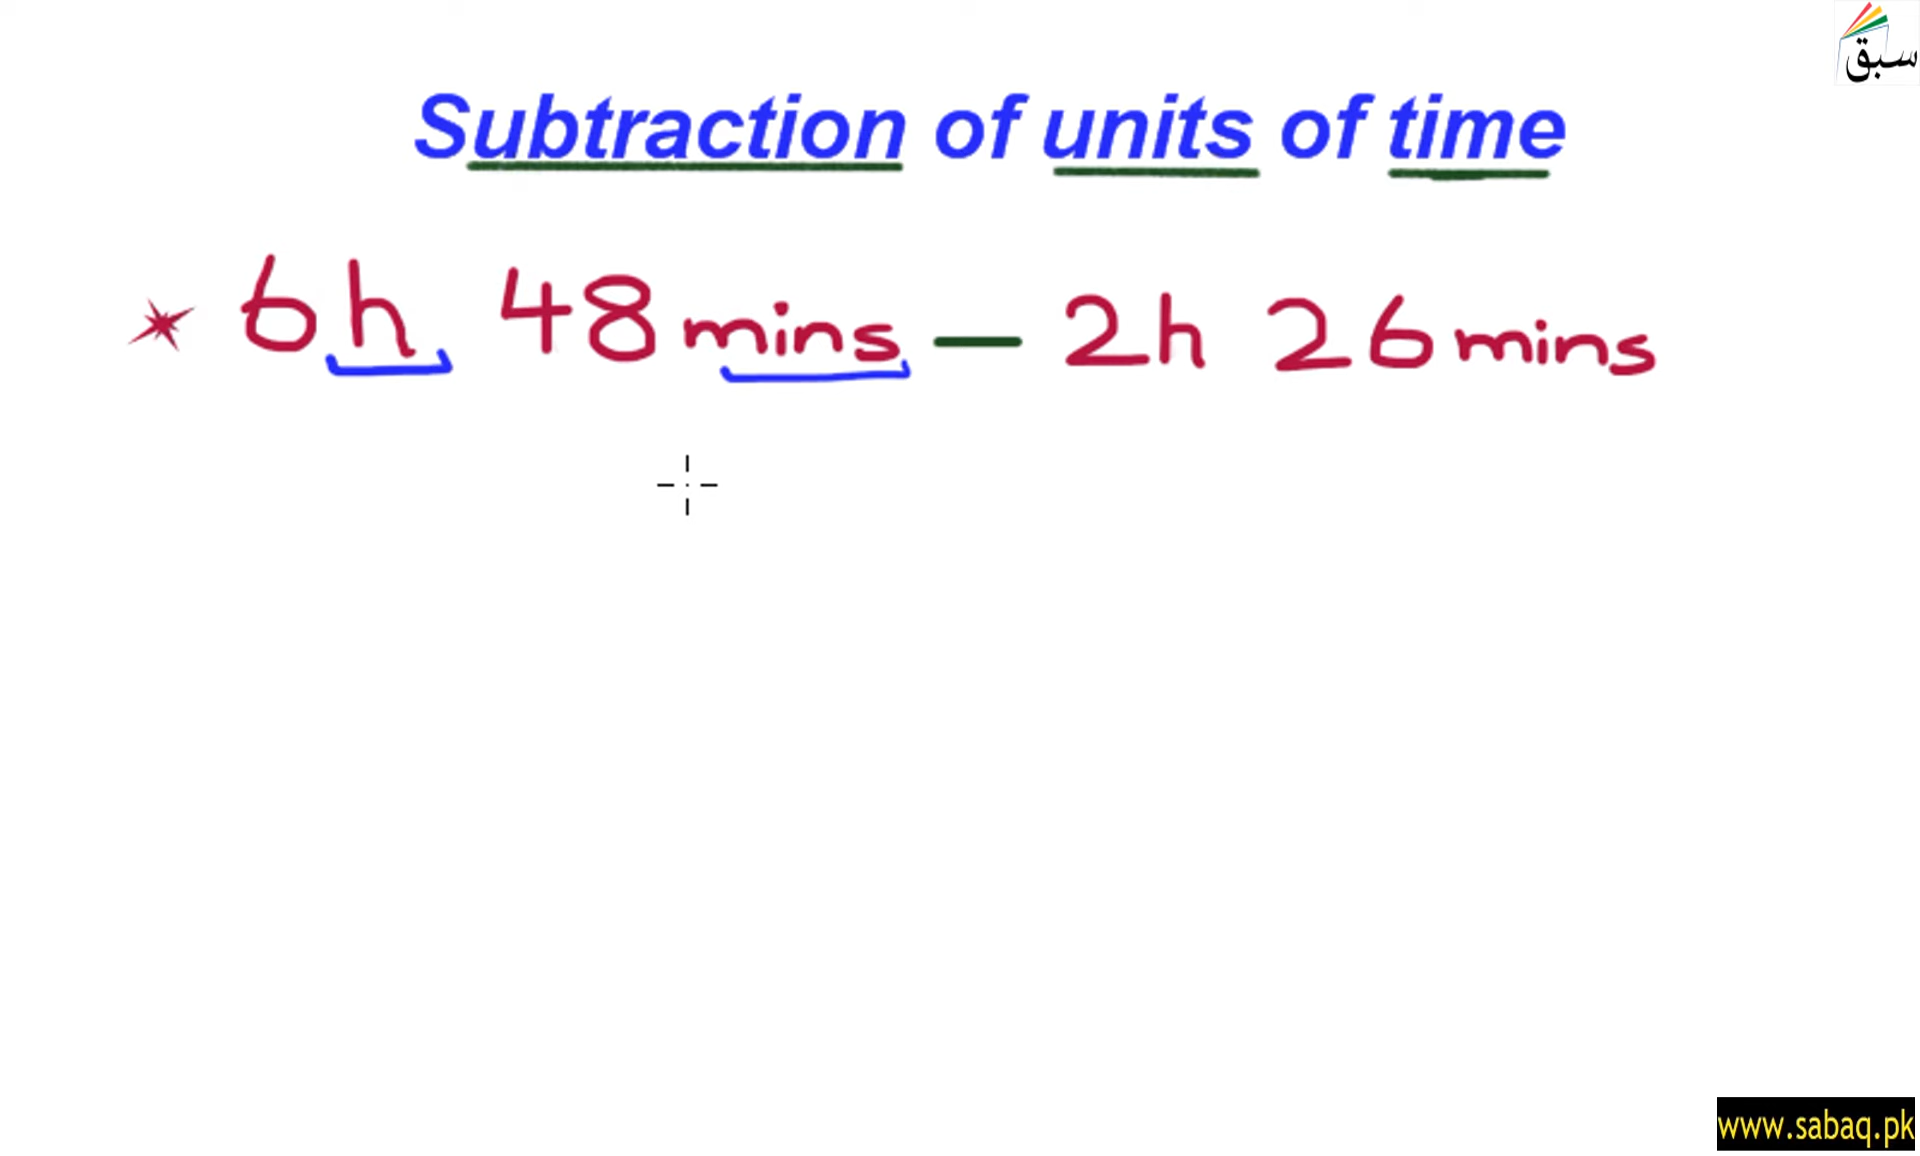 سبق
Subtraction of units of time
* 6h 48 mins — 2h 26 mins
www.sabaq.pk